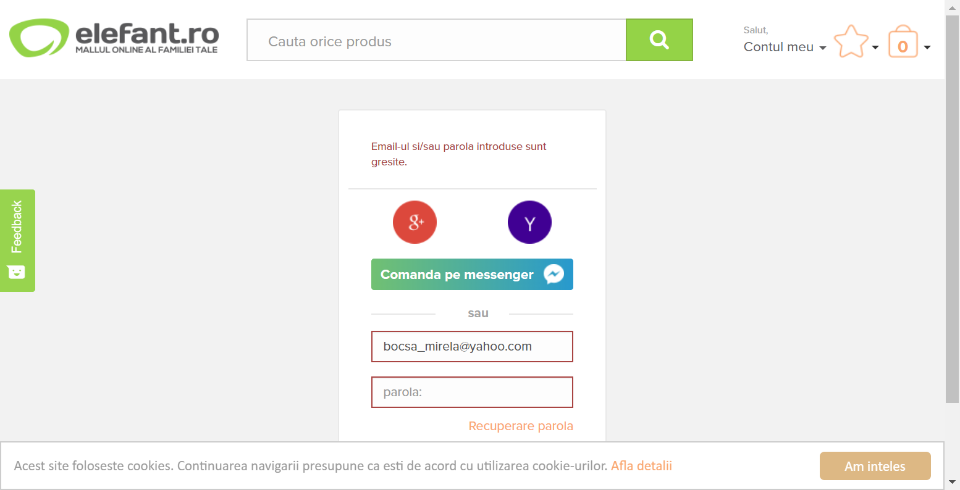 elefant.ro
MALLUL ONLINE AL FAMILIEI TALE
Cauta orice produs
Salut,
Contul meu
0
Email-ul si/sau parola introduse sunt
gresite.
g+
Y
Feedback
Comanda pe messenger
sau
bocsa_mirela@yahoo.com
parola:
Recuperare parola
Acest site foloseste cookies. Continuarea navigarii presupune ca esti de acord cu utilizarea cookie-urilor. Afla detalii
Am inteles